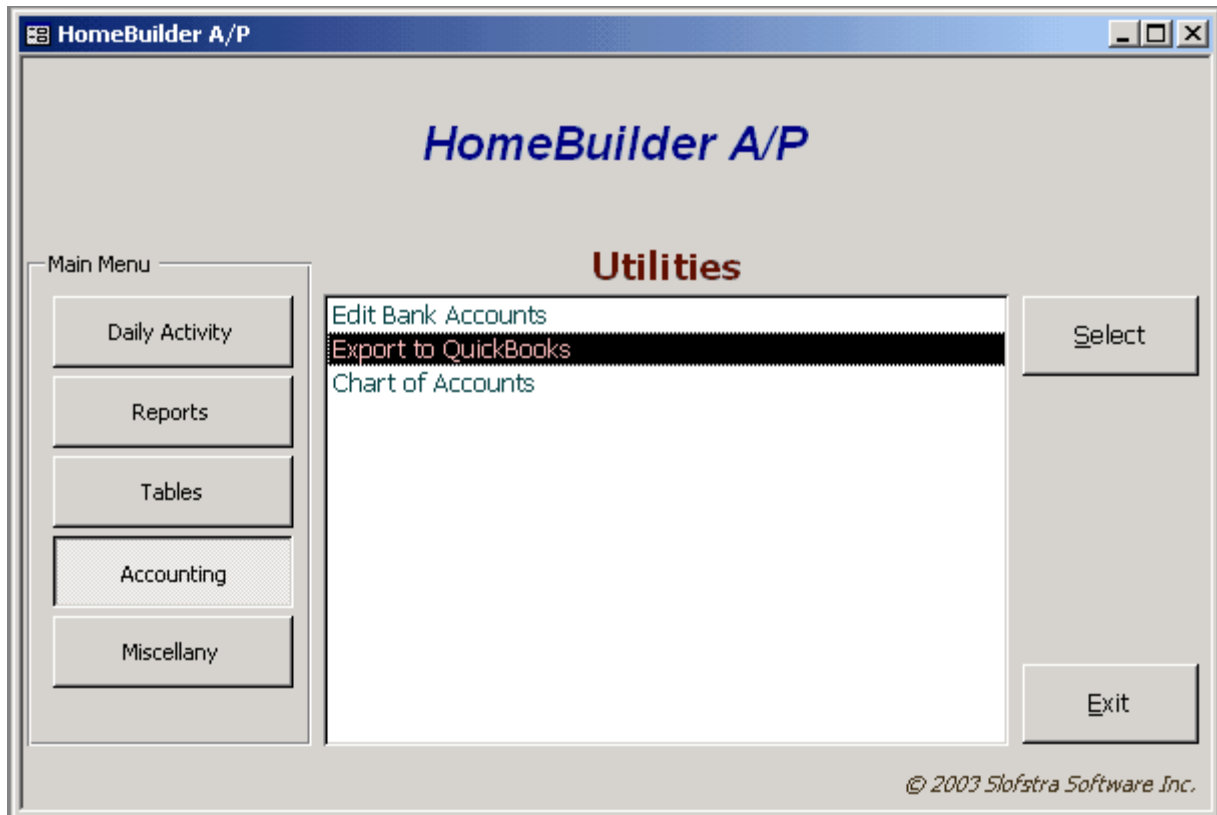 HomeBuilder A/P
HomeBuilder A/P
Main Menu
Utilities
Daily Activity
Reports
Tables
Accounting
Miscellany
Edit Bank Accounts
Export to QuickBooks
Chart of Accounts
Select
Exit
© 2003 Slofstra Software Inc.